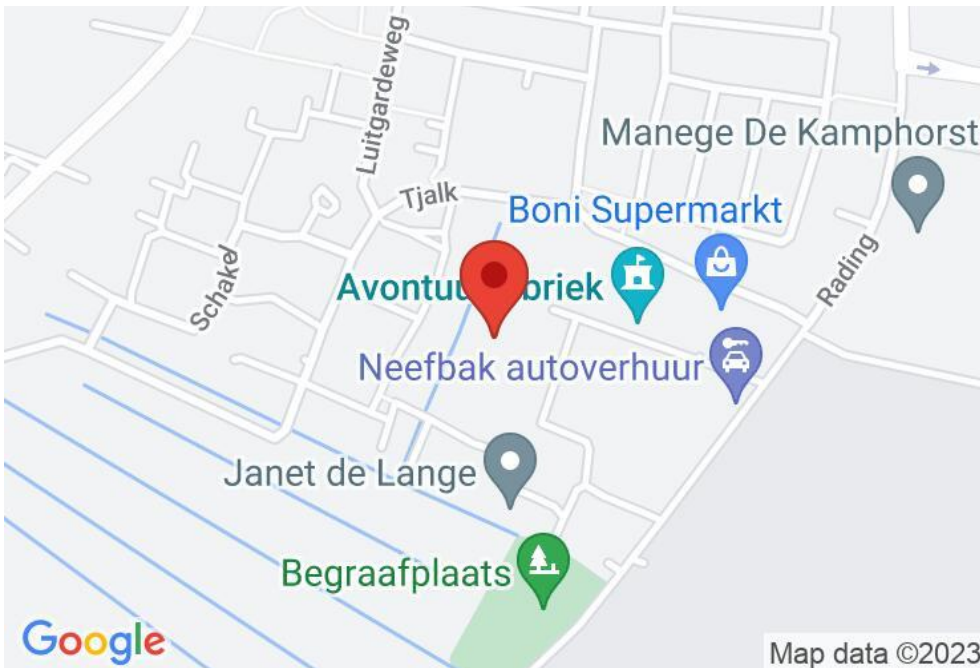 Luitgardeweg
Manege De Kamphorst
Tjalk
Boni Supermarkt
Rading
Schakel
Neefbak autoverhuur
Janet de Lange
Begraafplaats
Google
Map data ©2023